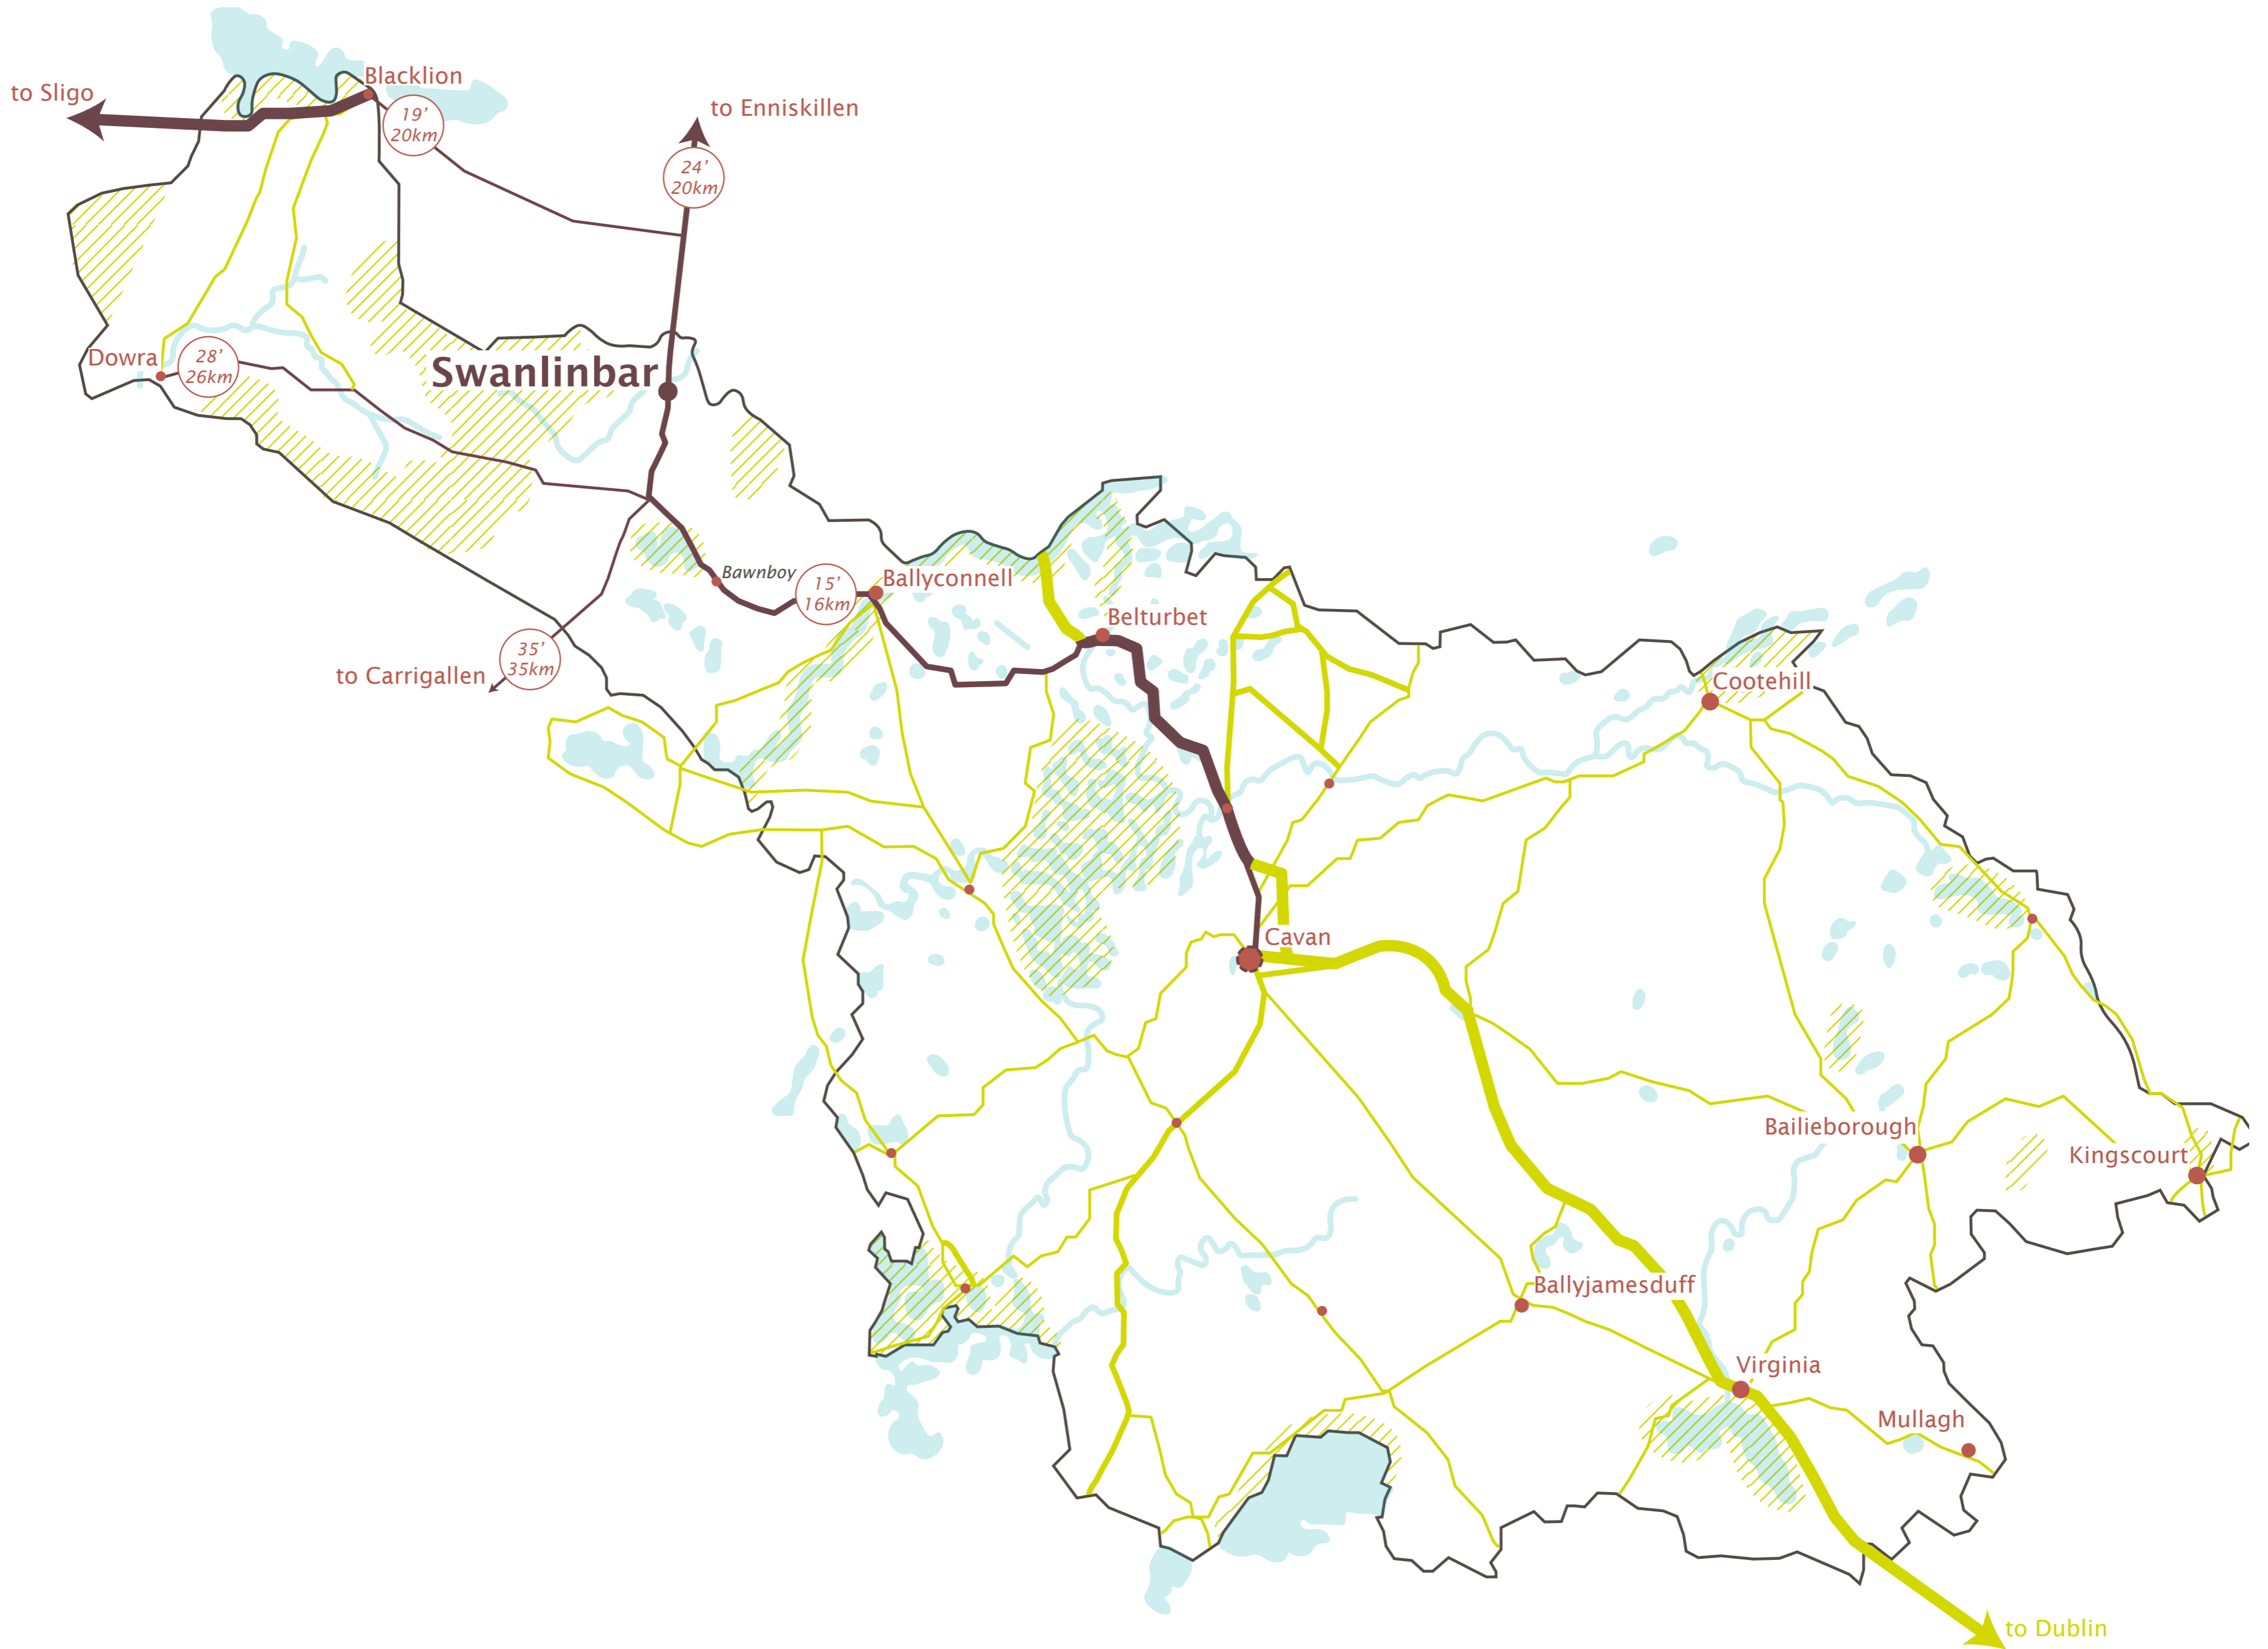 Blacklion
to Sligo
19'
20km
to Enniskillen
24'
20km
Dowra
28'
26km
Swanlinbar
Bawnboy
15'
16km
Ballyconnell
Belturbet
35'
35km
to Carrigallen
Cootehill
Cavan
Bailieborough
Kingscourt
Ballyjamesduff
Virginia
Mullagh
to Dublin